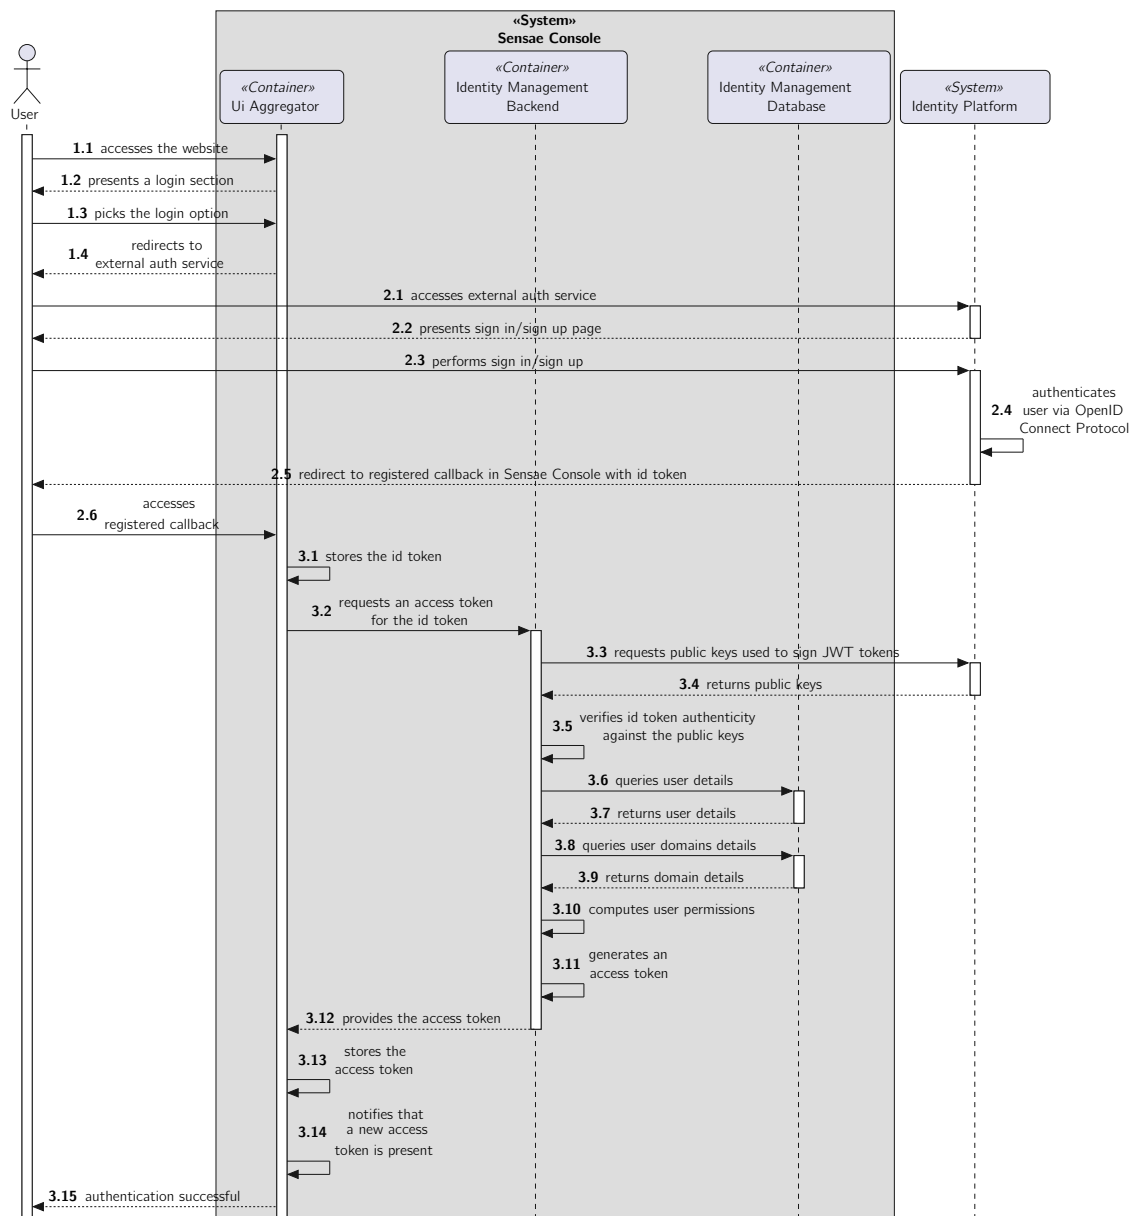 «System»
Sensae Console
User
«Container»
Ui Aggregator
«Container»
Identity Management
Backend
«Container»
Identity Management
Database
«System»
Identity Platform
1.1 accesses the website
1.2 presents a login section
1.3 picks the login option
1.4 redirects to
external auth service
2.1 accesses external auth service
2.2 presents sign in/sign up page
2.3 performs sign in/sign up
2.4 authenticates
user via OpenID
Connect Protocol
2.5 redirect to registered callback in Sensae Console with id token
2.6 accesses
registered callback
3.1 stores the id token
3.2 requests an access token
for the id token
3.3 requests public keys used to sign JWT tokens
3.4 returns public keys
3.5 verifies id token authenticity
against the public keys
3.6 queries user details
3.7 returns user details
3.8 queries user domains details
3.9 returns domain details
3.10 computes user permissions
3.11 generates an
access token
3.12 provides the access token
3.13 stores the
access token
3.14 notifies that
a new access
token is present
3.15 authentication successful